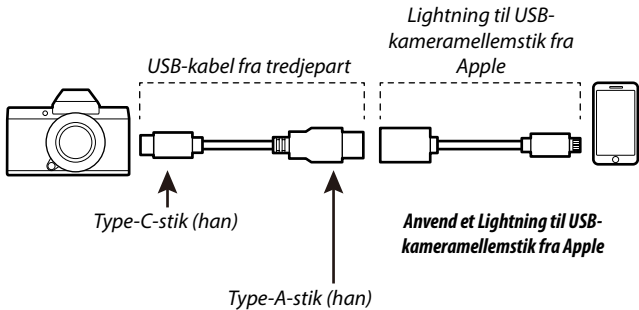 USB-kabel fra tredjepart
Lightning til USB-
kameramellemstik fra
Apple
Type-C-stik (han)
Type-A-stik (han)
Anvend et Lightning til USB-
kameramellemstik fra Apple